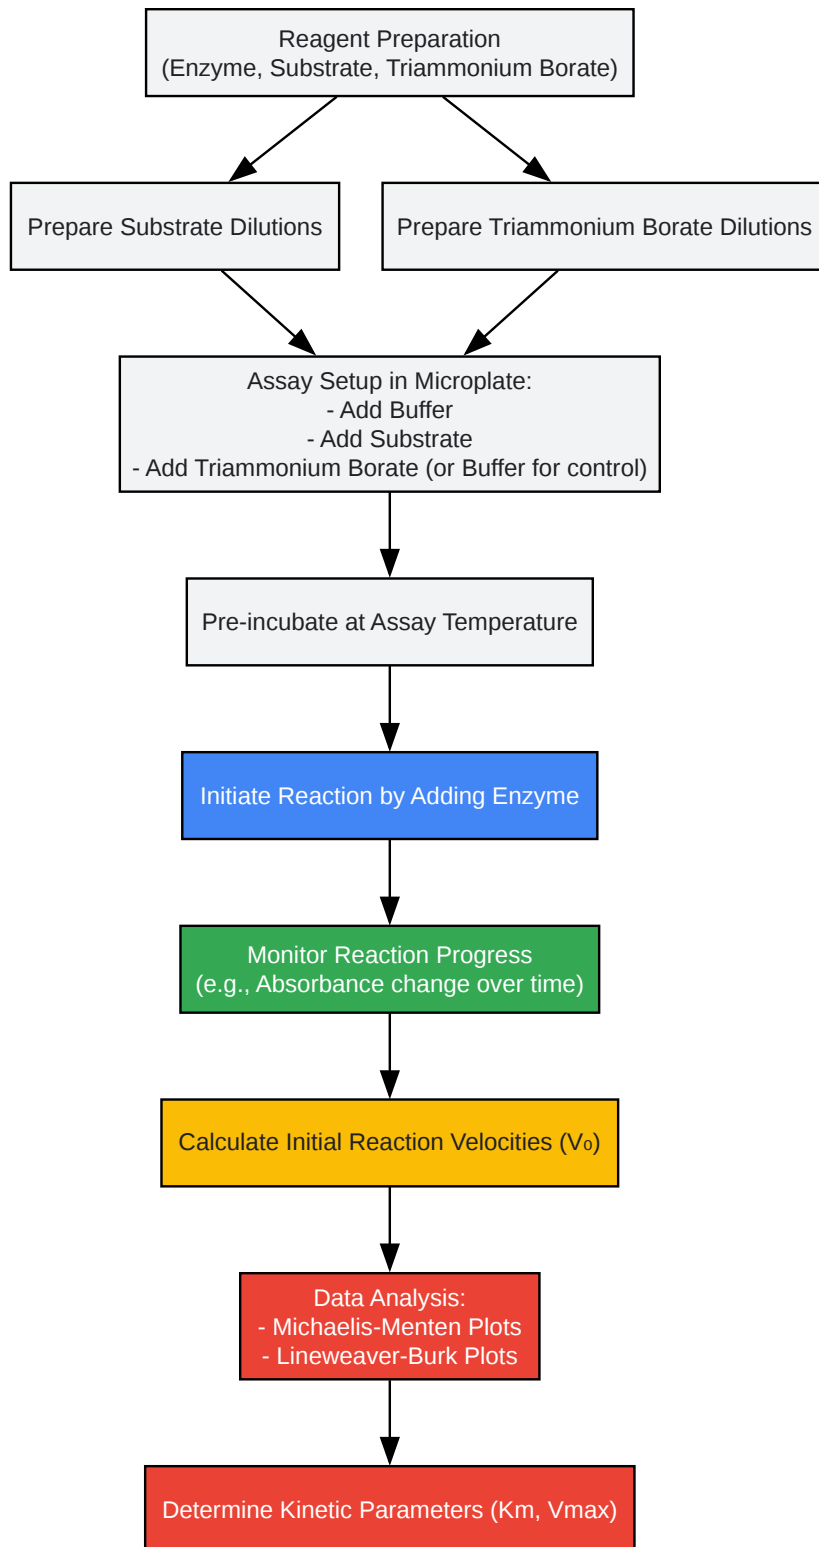 Reagent Preparation
(Enzyme, Substrate, Triammonium Borate)
Prepare Substrate Dilutions
Prepare Triammonium Borate Dilutions
Assay Setup in Microplate:
- Add Buffer
- Add Substrate
- Add Triammonium Borate (or Buffer for control)
Pre-incubate at Assay Temperature
Initiate Reaction by Adding Enzyme
Monitor Reaction Progress
(e.g., Absorbance change over time)
Calculate Initial Reaction Velocities (V₀)
Data Analysis:
- Michaelis-Menten Plots
- Lineweaver-Burk Plots
Determine Kinetic Parameters (Km, Vmax)